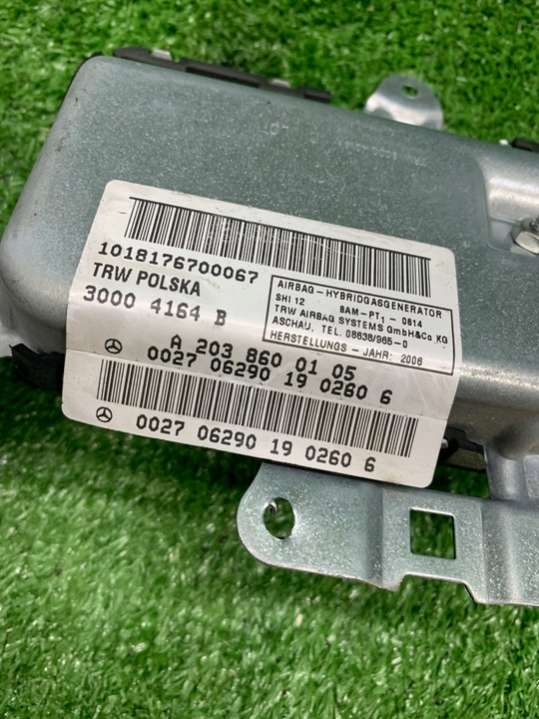 1018176700067
TRW POLSKA
3000 4164 B
AIRBAG-HYBRIDGASGENERATOR
SHI 12 BAM-PT1-0814
TRW AIRBAG SYSTEMS GmbH&Co KG
ASCHAU. TEL. 08638/965-0
HERSTELLUNGS-JAHR: 2006
A 203 860 01 05
0027 06290 19 0260 6
0027 06290 19 0260 6